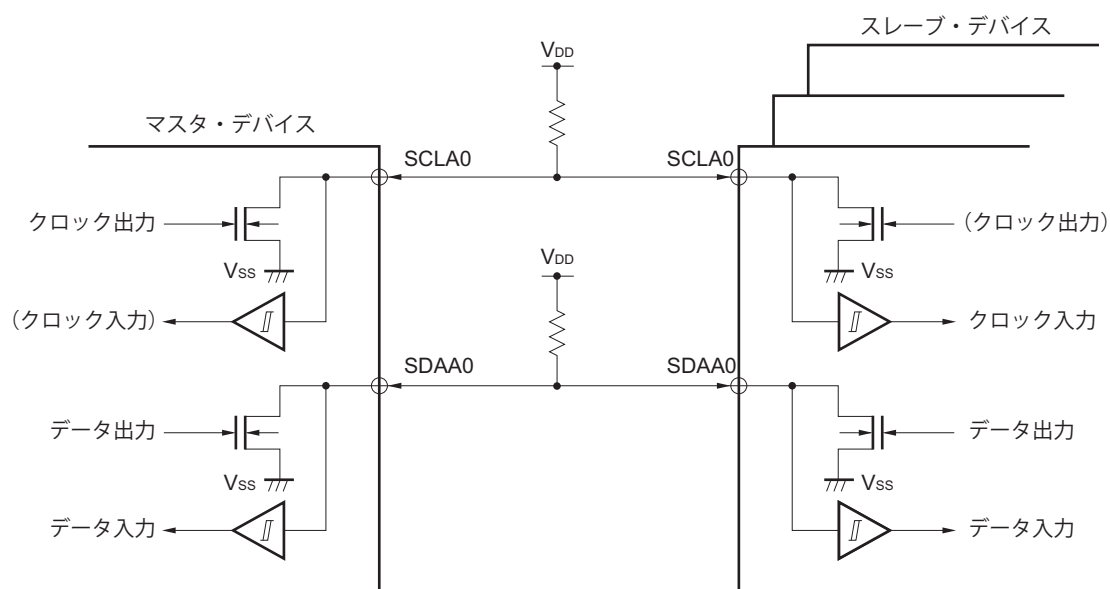 スレーブ・デバイス
VDD
マスタ・デバイス
SCLA0
SCLA0
クロック出力
(クロック出力)
VSS
VSS
(クロック入力)
クロック入力
VDD
SDAA0
SDAA0
データ出力
データ出力
VSS
VSS
データ入力
データ入力